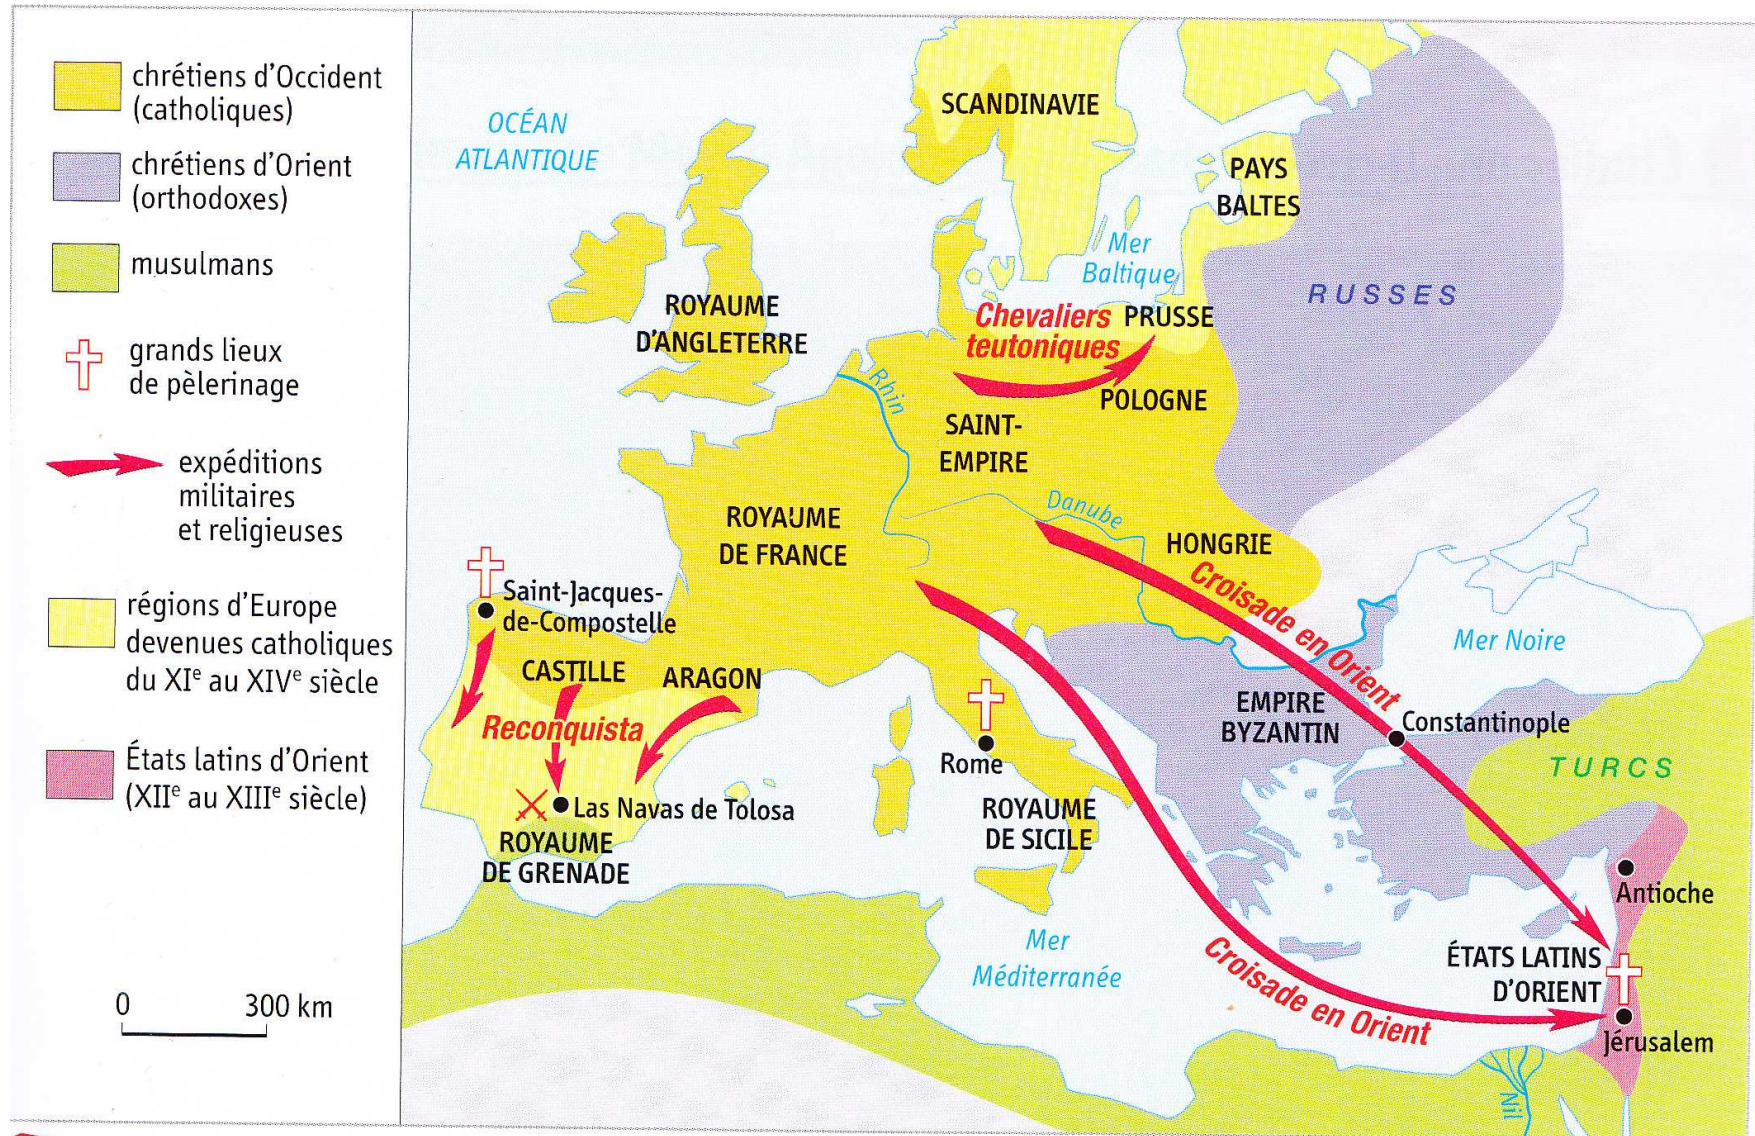 chrétiens d'Occident
(catholiques)
chrétiens d'Orient
(orthodoxes)
musulmans
grands lieux
de pèlerinage
expéditions
militaires
et religieuses
régions d'Europe
devenues catholiques
du XIe au XIVe siècle
États latins d'Orient
(XIIe au XIIIe siècle)
0 300 km
OCÉAN
ATLANTIQUE
SCANDINAVIE
PAYS
BALTES
Mer
Baltique
RUSSES
ROYAUME
D'ANGLETERRE
Chevaliers
teutoniques
PRUSSE
Rhin
POLOGNE
SAINT-
EMPIRE
Danube
ROYAUME
DE FRANCE
HONGRIE
Croisade en Orient
Saint-Jacques-
de-Compostelle
Mer Noire
CASTILLE
ARAGON
Reconquista
EMPIRE
BYZANTIN
Constantinople
TURCS
Rome
Las Navas de Tolosa
ROYAUME
DE SICILE
ROYAUME
DE GRENADE
Antioche
Mer
Méditerranée
Croisade en Orient
ÉTATS LATINS
D'ORIENT
Jérusalem
Nil